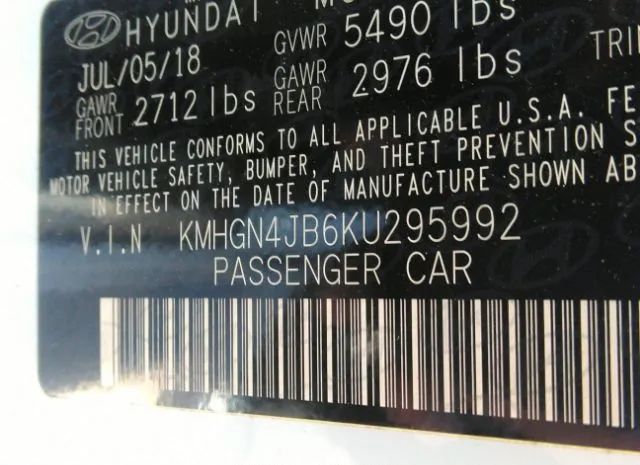 HYUNDAI
JUL/05/18 GVWR 5490 lbs
GAWR FRONT 2712 lbs GAWR REAR 2976 lbs
THIS VEHICLE CONFORMS TO ALL APPLICABLE U.S.A. FE
MOTOR VEHICLE SAFETY, BUMPER, AND THEFT PREVENTION S
IN EFFECT ON THE DATE OF MANUFACTURE SHOWN AB
V.I.N KMHGN4JB6KU295992
PASSENGER CAR